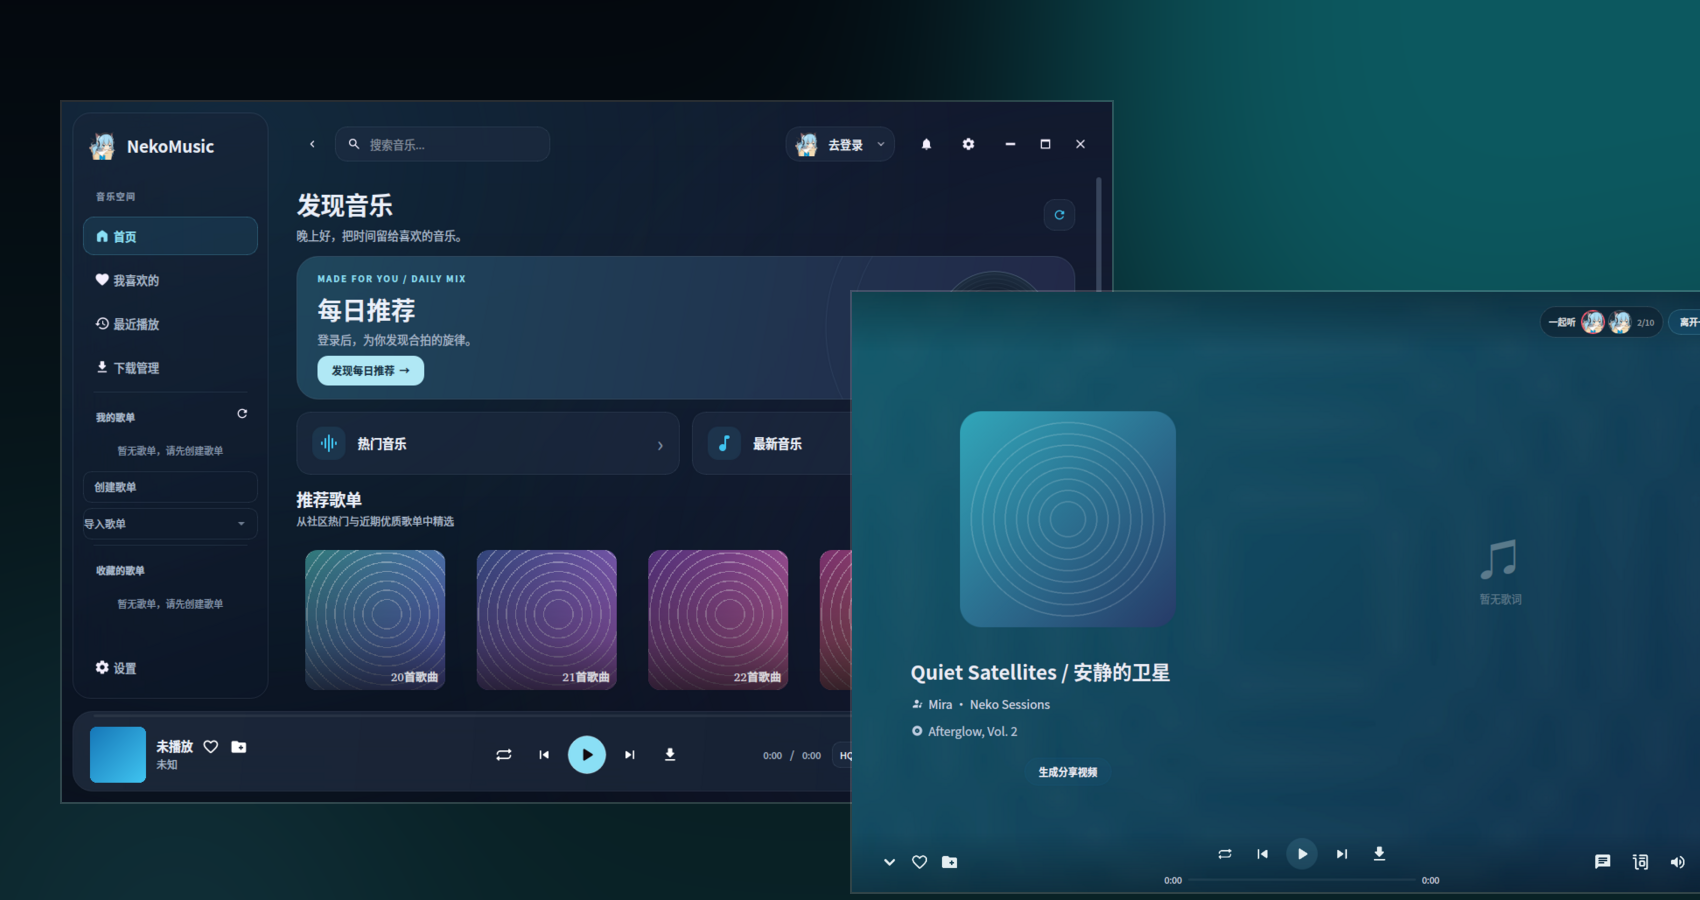 NekoMusic
搜索音乐...
去登录
音乐空间
首页
我喜欢的
最近播放
下载管理
我的歌单
暂无歌单，请先创建歌单
创建歌单
导入歌单
收藏的歌单
暂无歌单，请先创建歌单
设置
发现音乐
晚上好，把时间留给喜欢的音乐。
MADE FOR YOU / DAILY MIX
每日推荐
登录后，为你发现合拍的旋律。
发现每日推荐 →
热门音乐
最新音乐
推荐歌单
从社区热门与近期优质歌单中精选
20首歌曲
21首歌曲
22首歌曲
未播放
未知
0:00 / 0:00
HQ
一起听
2/10
离开
暂无歌词
Quiet Satellites / 安静的卫星
Mira • Neko Sessions
Afterglow, Vol. 2
生成分享视频
词
0:00
0:00